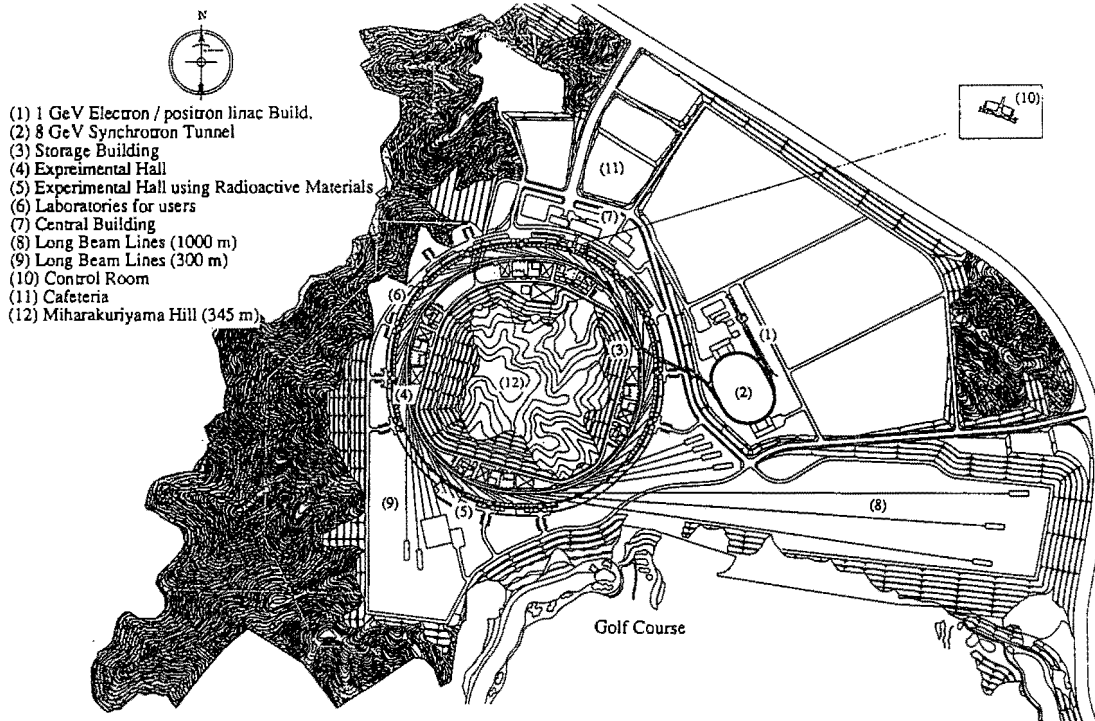 N
(1) 1 GeV Electron / positron linac Build.
(2) 8 GeV Synchrotron Tunnel
(3) Storage Building
(4) Expreimental Hall
(5) Experimental Hall using Radioactive Materials
(6) Laboratories for users
(7) Central Building
(8) Long Beam Lines (1000 m)
(9) Long Beam Lines (300 m)
(10) Control Room
(11) Cafeteria
(12) Miharakuriyama Hill (345 m)
(10)
(11)
(7)
(6)
(1)
(3)
(12)
(4)
(2)
(9)
(5)
(8)
Golf Course